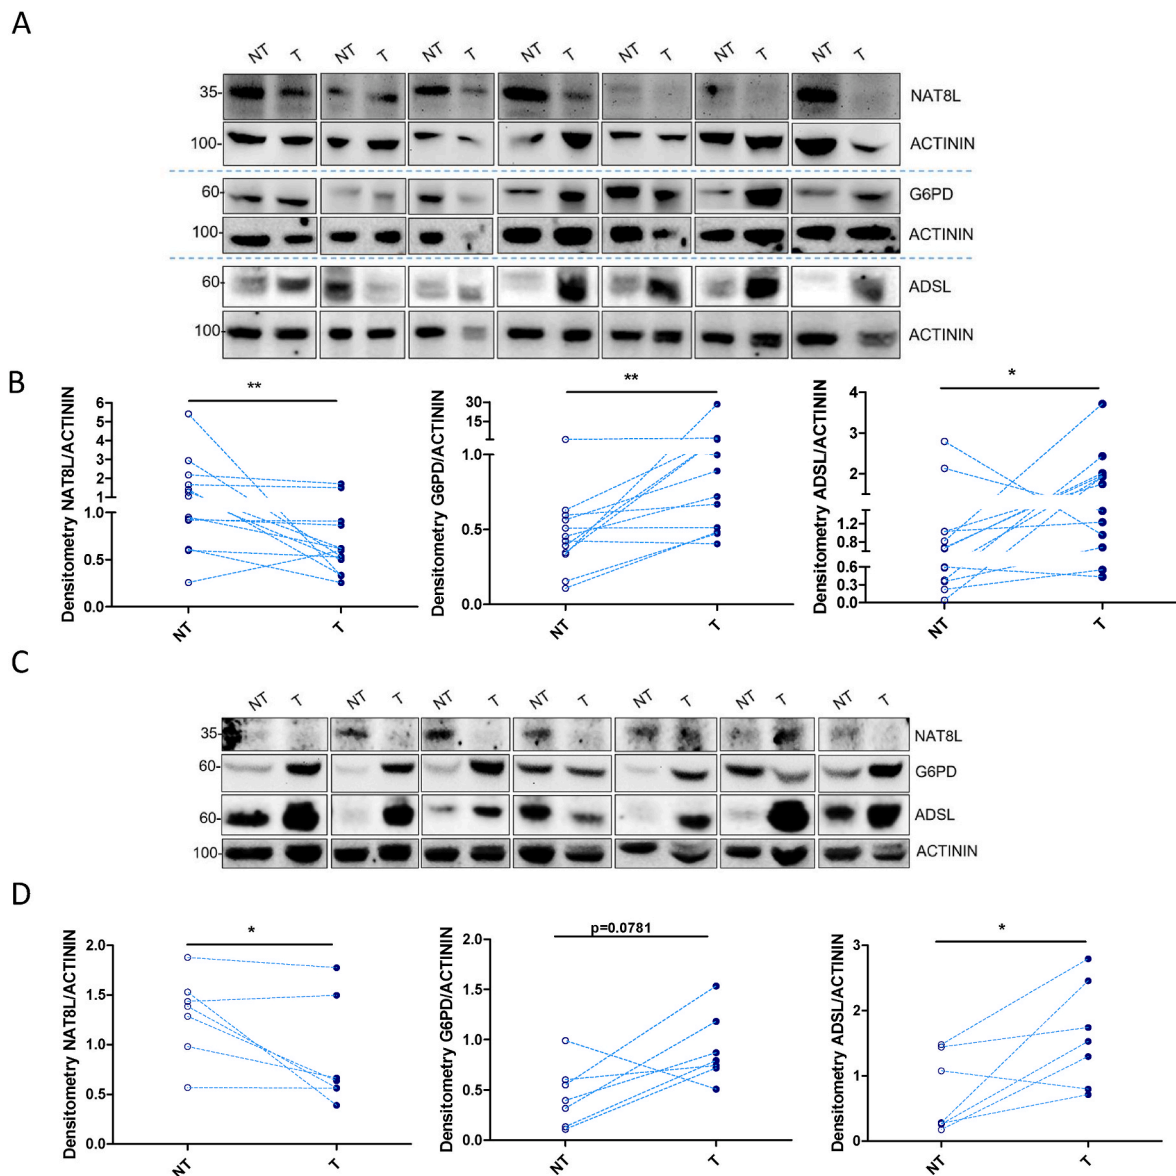 A
NT T NT T NT T NT T NT T NT T NT T
35- NAT8L
100- ACTININ
60- G6PD
100- ACTININ
60- ADSL
100- ACTININ
B
** ** *
Densitometry NAT8L/ACTININ
6
5
4
3
2
1
1.0
0.5
0.0
NT T
Densitometry G6PD/ACTININ
30
15
1.0
0.5
0.0
NT T
Densitometry ADSL/ACTININ
4
3
2
1.2
0.8
0.6
0.3
0.0
NT T
C
NT T NT T NT T NT T NT T NT T NT T
35- NAT8L
60- G6PD
60- ADSL
100- ACTININ
D
* p=0.0781 *
Densitometry NAT8L/ACTININ
2.0
1.5
1.0
0.5
0.0
NT T
Densitometry G6PD/ACTININ
2.0
1.5
1.0
0.5
0.0
NT T
Densitometry ADSL/ACTININ
3
2
1
0
NT T